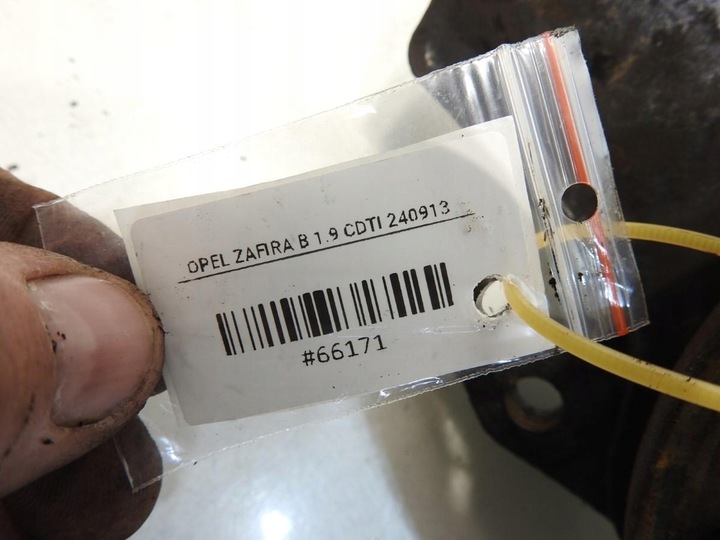 OPEL ZAFIRA B 1.9 CDTI 240913
#66171